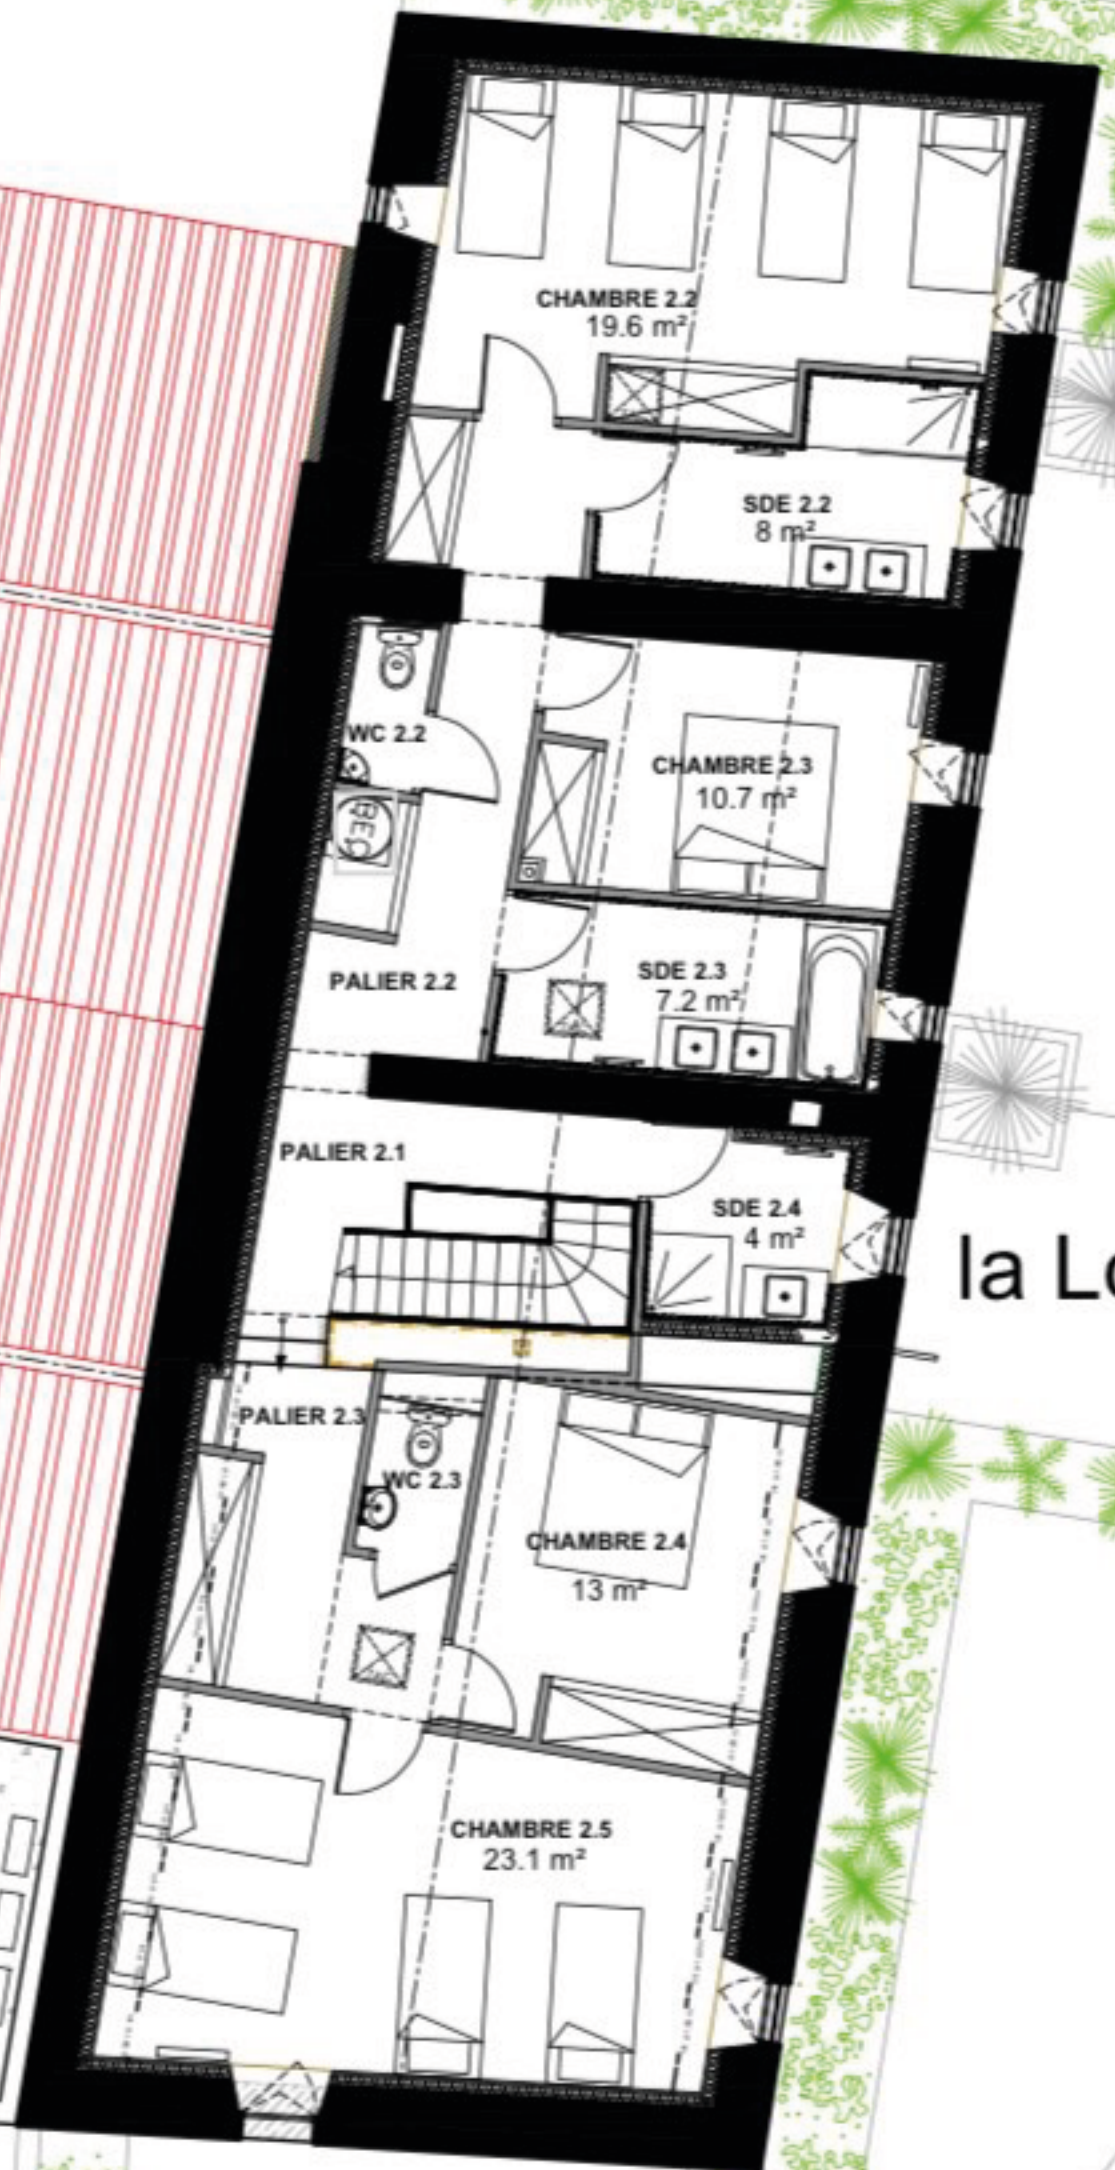 CHAMBRE 2.2
19.6 m²
SDE 2.2
8 m²
WC 2.2
CHAMBRE 2.3
10.7 m²
BEC
PALIER 2.2
SDE 2.3
7.2 m²
PALIER 2.1
SDE 2.4
4 m²
la Lo
PALIER 2.3
WC 2.3
CHAMBRE 2.4
13 m²
CHAMBRE 2.5
23.1 m²